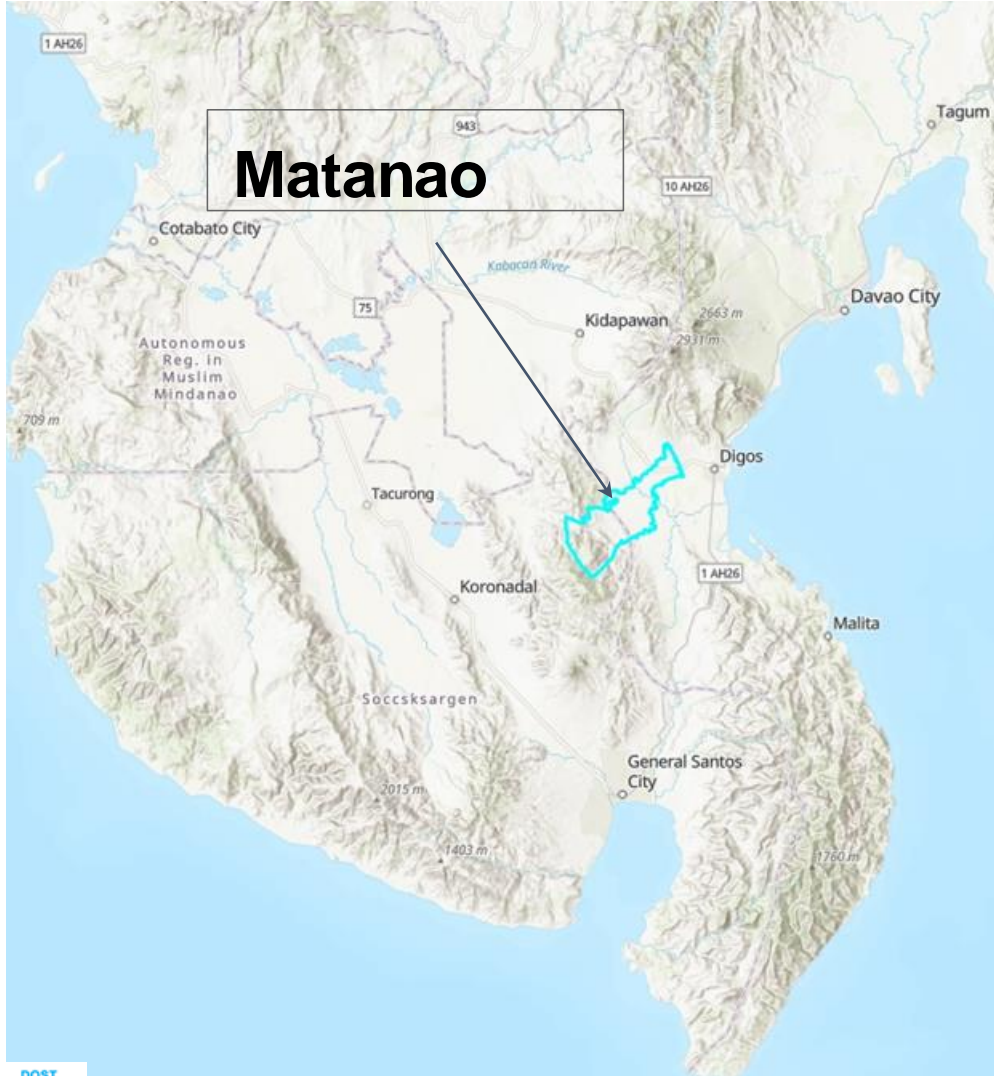 1 AH26
Tagum
943
Matanao
10 AH26
Cotabato City
Kabacan River
Davao City
75
2663 m
Kidapawan
2931 m
Autonomous
Reg. in
Muslim
Mindanao
709 m
Digos
Tacurong
1 AH26
Koronadal
Malita
Soccsksargen
General Santos
City
2015 m
1403 m
1760 m
DOST